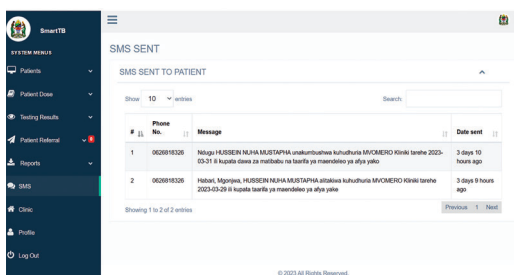 SmartTB
SYSTEM MENUS
Patients
Patient Dose
Testing Results
Patient Referral
Reports
SMS
Clinic
Profile
Log Out
SMS SENT
SMS SENT TO PATIENT
Show 10 entries
Search:
# Phone No. Message Date sent
1 0626818326 Ndugu HUSSEIN NUHA MUSTAPHA unakumbushwa kuhudhuria MVOMERO Kliniki tarehe 2023-
03-31 ili kupata dawa za matibabu na taarifa ya maendeleo ya afya yako
3 days 10
hours ago
2 0626818326 Habari, Mgonjwa, HUSSEIN NUHA MUSTAPHA alitakiwa kuhudhuria MVOMERO Kliniki tarehe
2023-03-29 ili kupata taarifa ya maendeleo ya afya yake
3 days 9 hours
ago
Showing 1 to 2 of 2 entries
Previous 1 Next
© 2023 All Rights Reserved.